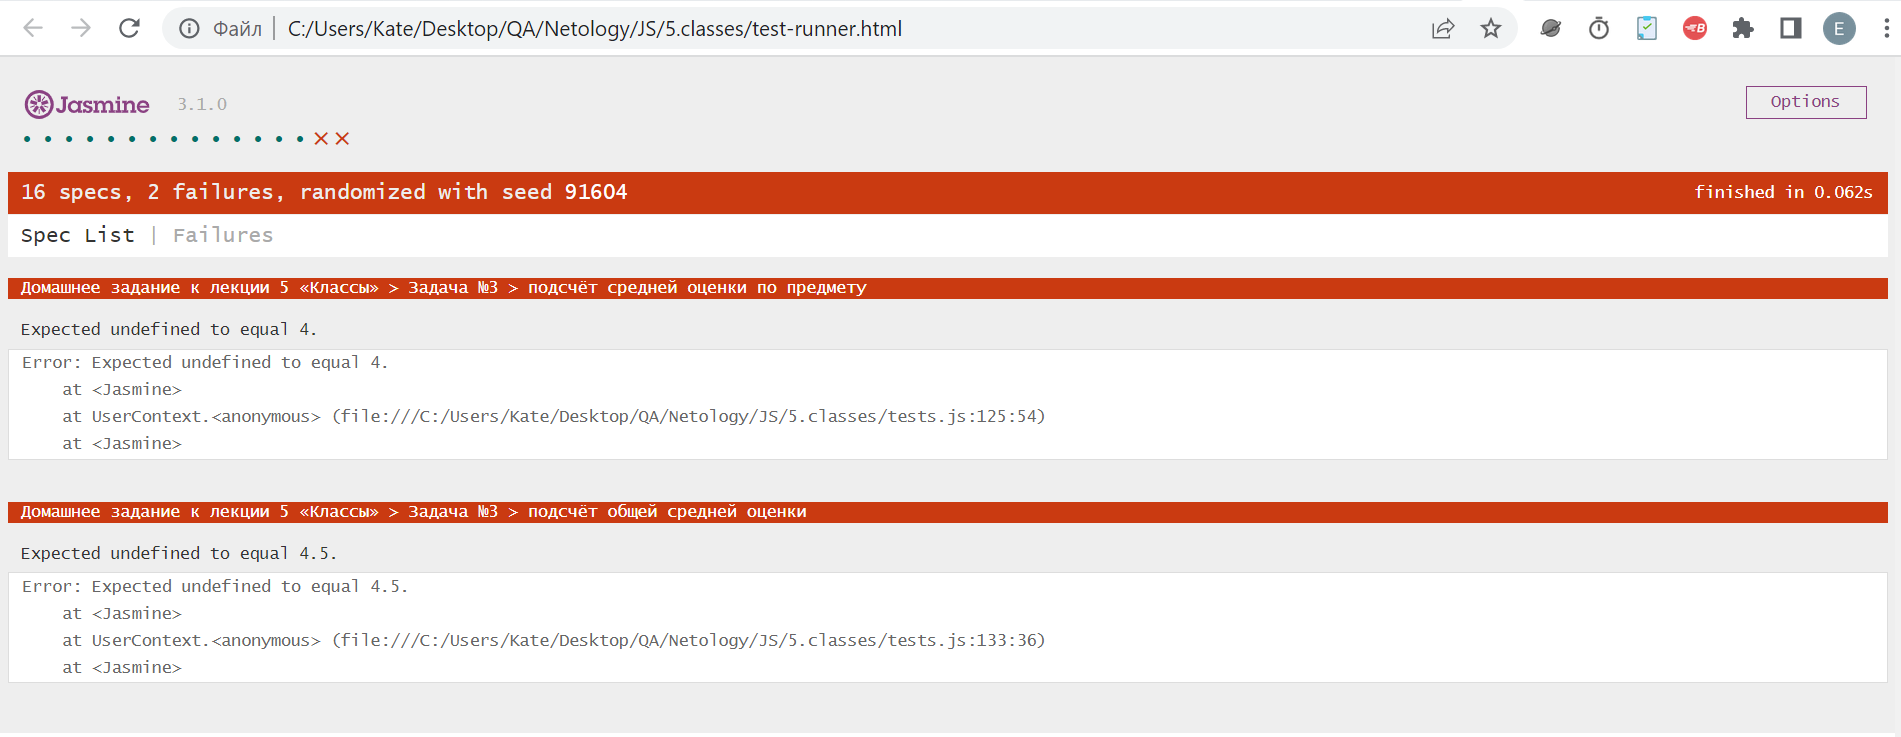 Файл | C:/Users/Kate/Desktop/QA/Netology/JS/5.classes/test-runner.html
B
E
Jasmine 3.1.0
Options
16 specs, 2 failures, randomized with seed 91604
finished in 0.062s
Spec List | Failures
Домашнее задание к лекции 5 «Классы» > Задача №3 > подсчёт средней оценки по предмету
Expected undefined to equal 4.
Error: Expected undefined to equal 4.
at <Jasmine>
at UserContext.<anonymous> (file:///C:/Users/Kate/Desktop/QA/Netology/JS/5.classes/tests.js:125:54)
at <Jasmine>
Домашнее задание к лекции 5 «Классы» > Задача №3 > подсчёт общей средней оценки
Expected undefined to equal 4.5.
Error: Expected undefined to equal 4.5.
at <Jasmine>
at UserContext.<anonymous> (file:///C:/Users/Kate/Desktop/QA/Netology/JS/5.classes/tests.js:133:36)
at <Jasmine>